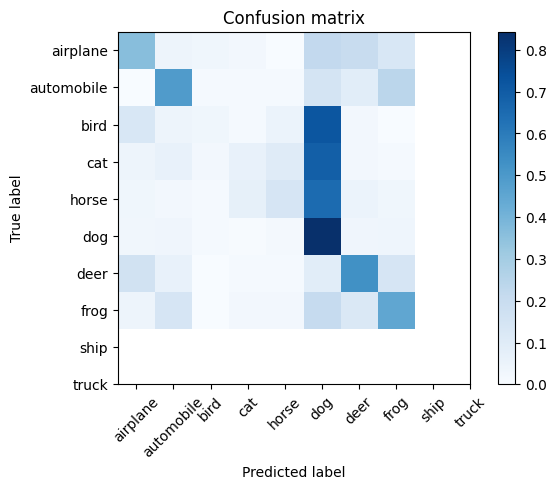 Confusion matrix
airplane
automobile
bird
cat
horse
dog
deer
frog
ship
truck
True label
airplane
automobile
bird
cat
horse
dog
deer
frog
ship
truck
Predicted label
0.8
0.7
0.6
0.5
0.4
0.3
0.2
0.1
0.0